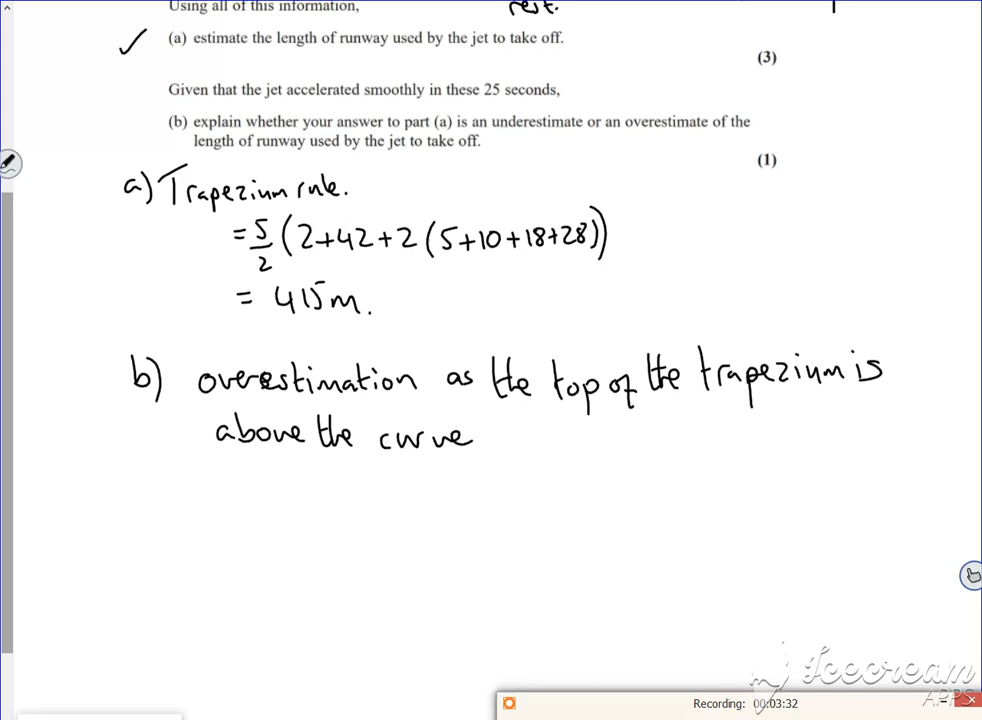 Using all of this information,
rest.
(a) estimate the length of runway used by the jet to take off.
(3)
Given that the jet accelerated smoothly in these 25 seconds,
(b) explain whether your answer to part (a) is an underestimate or an overestimate of the
length of runway used by the jet to take off.
(1)
a) Trapezium rule.
= 5/2 (2+42+2(5+10+18+28))
= 415m.
b) overestimation as the top of the trapezium is
above the curve
Icecream
APPS
Recording: 00:03:32